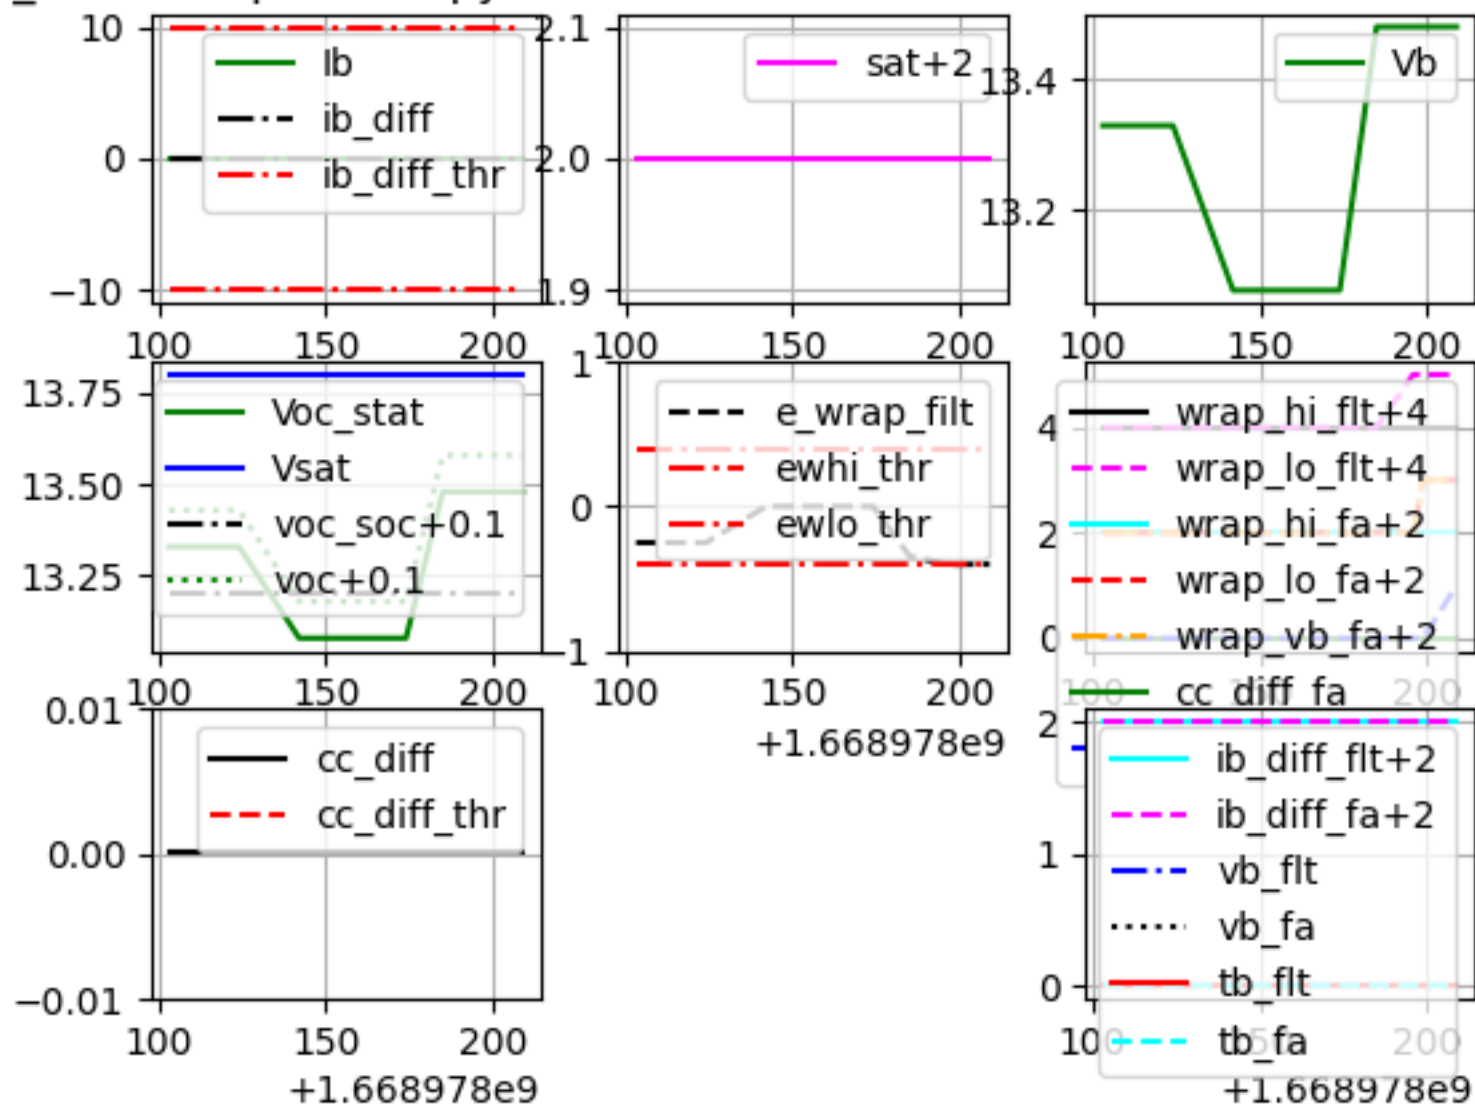 10
0
−10
Ib
ib_diff
ib_diff_thr
100 150 200
2.1
2.0
1.9
sat+2
100 150 200
13.4
13.2
Vb
100 150 200
13.75
13.50
13.25
Voc_stat
Vsat
voc_soc+0.1
voc+0.1
100 150 200
1
0
−1
e_wrap_filt
ewhi_thr
ewlo_thr
100 150 200
+1.668978e9
4
2
0
wrap_hi_flt+4
wrap_lo_flt+4
wrap_hi_fa+2
wrap_lo_fa+2
wrap_vb_fa+2
cc_diff_fa
100 200
0.01
0.00
−0.01
cc_diff
cc_diff_thr
100 150 200
+1.668978e9
2
1
0
ib_diff_flt+2
ib_diff_fa+2
vb_flt
vb_fa
tb_flt
tb_fa
100 200
+1.668978e9